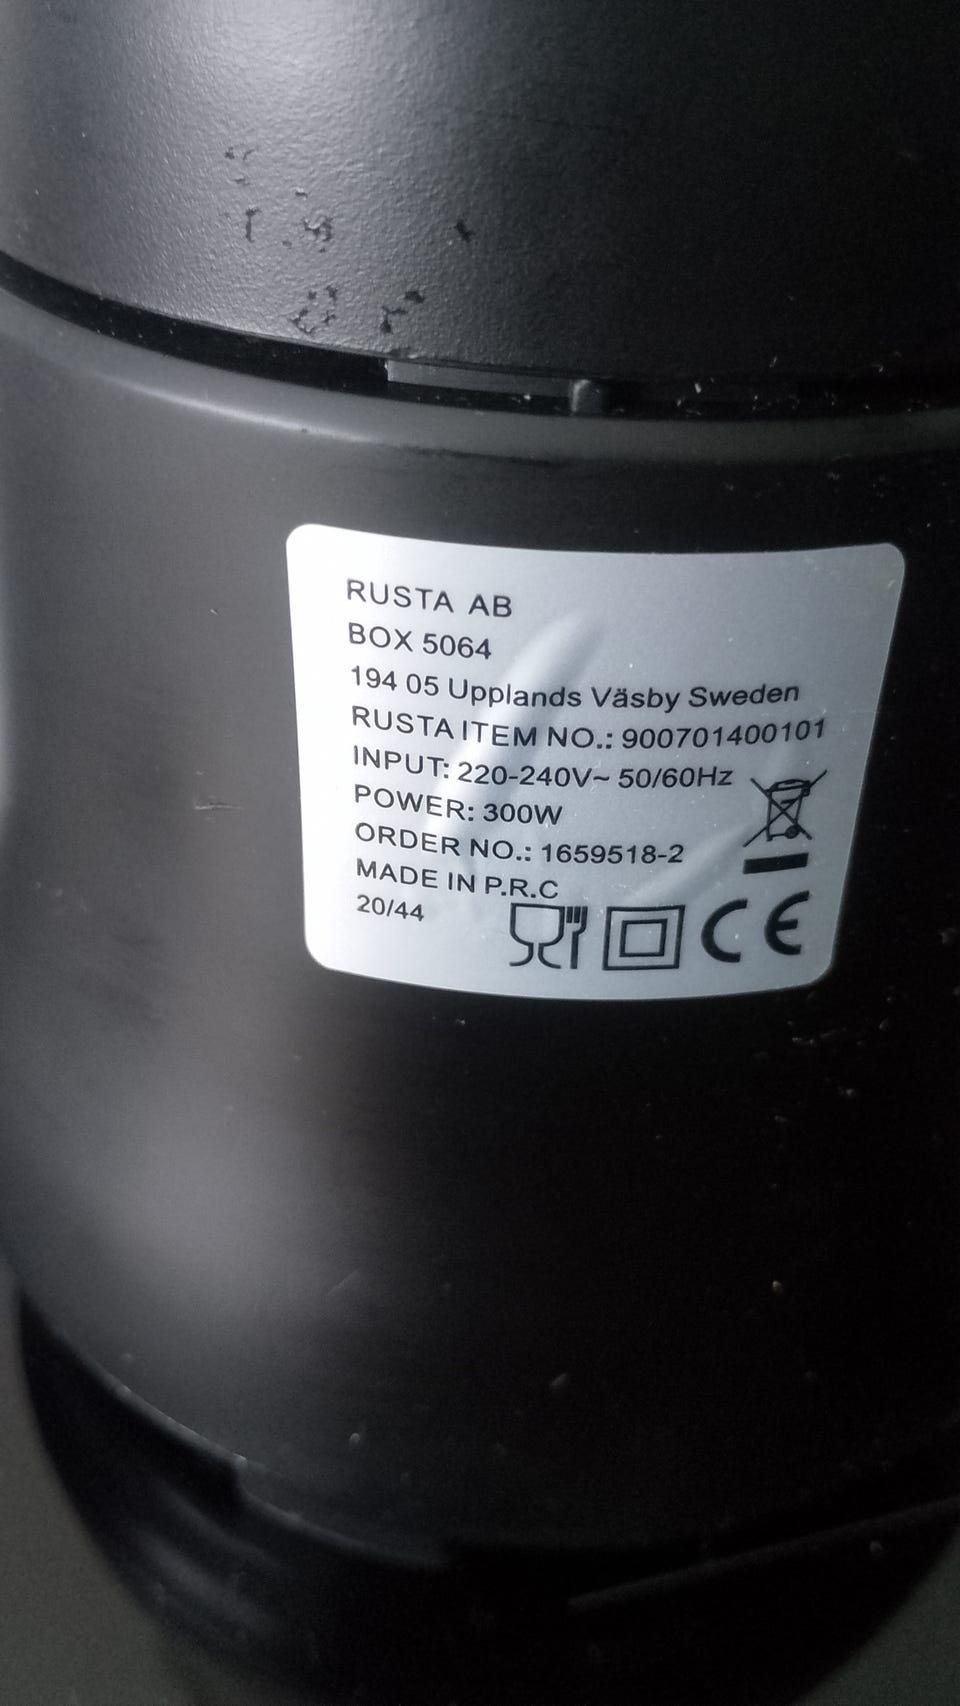 RUSTA AB
BOX 5064
194 05 Upplands Väsby Sweden
RUSTA ITEM NO.: 900701400101
INPUT: 220-240V~ 50/60Hz
POWER: 300W
ORDER NO.: 1659518-2
MADE IN P.R.C
20/44
CE